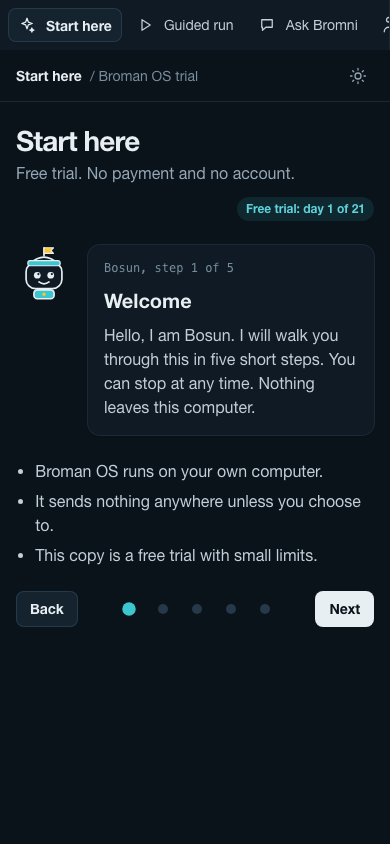 Start here
Guided run
Ask Bromni
Start here / Broman OS trial
Start here
Free trial. No payment and no account.
Free trial: day 1 of 21
Bosun, step 1 of 5
Welcome
Hello, I am Bosun. I will walk you
through this in five short steps. You
can stop at any time. Nothing
leaves this computer.
• Broman OS runs on your own computer.
• It sends nothing anywhere unless you choose
to.
• This copy is a free trial with small limits.
Back
Next